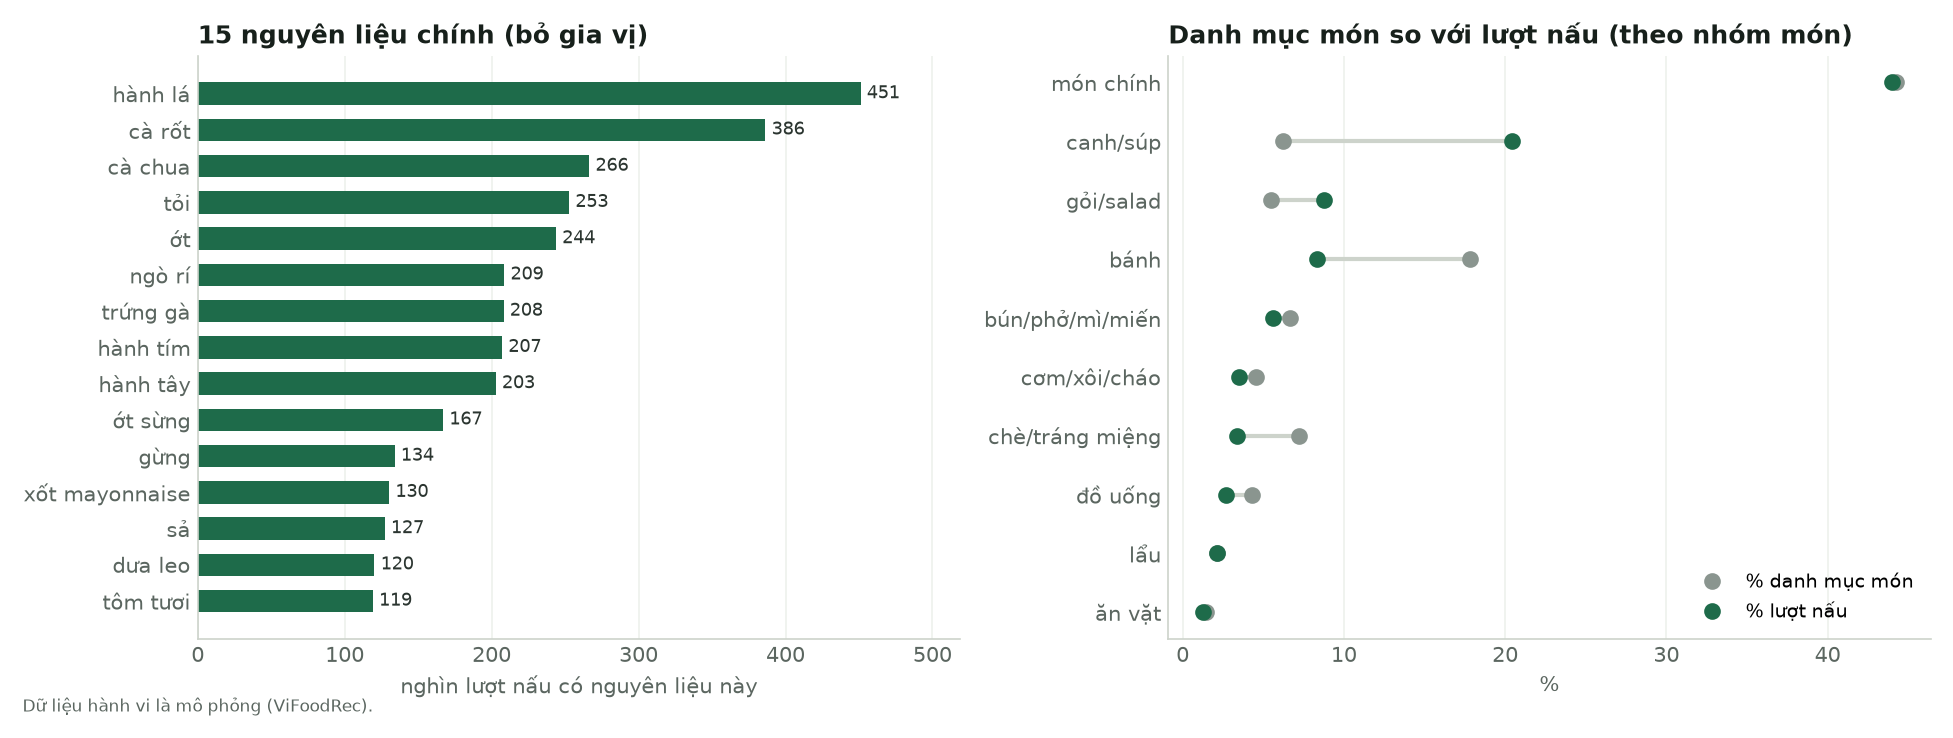 15 nguyên liệu chính (bỏ gia vị)
hành lá 451
cà rốt 386
cà chua 266
tỏi 253
ớt 244
ngò rí 209
trứng gà 208
hành tím 207
hành tây 203
ớt sừng 167
gừng 134
xốt mayonnaise 130
sả 127
dưa leo 120
tôm tươi 119
0 100 200 300 400 500
nghìn lượt nấu có nguyên liệu này
Dữ liệu hành vi là mô phỏng (ViFoodRec).
Danh mục món so với lượt nấu (theo nhóm món)
món chính
canh/súp
gỏi/salad
bánh
bún/phở/mì/miến
cơm/xôi/cháo
chè/tráng miệng
đồ uống
lẩu
ăn vặt
% danh mục món
% lượt nấu
0 10 20 30 40
%